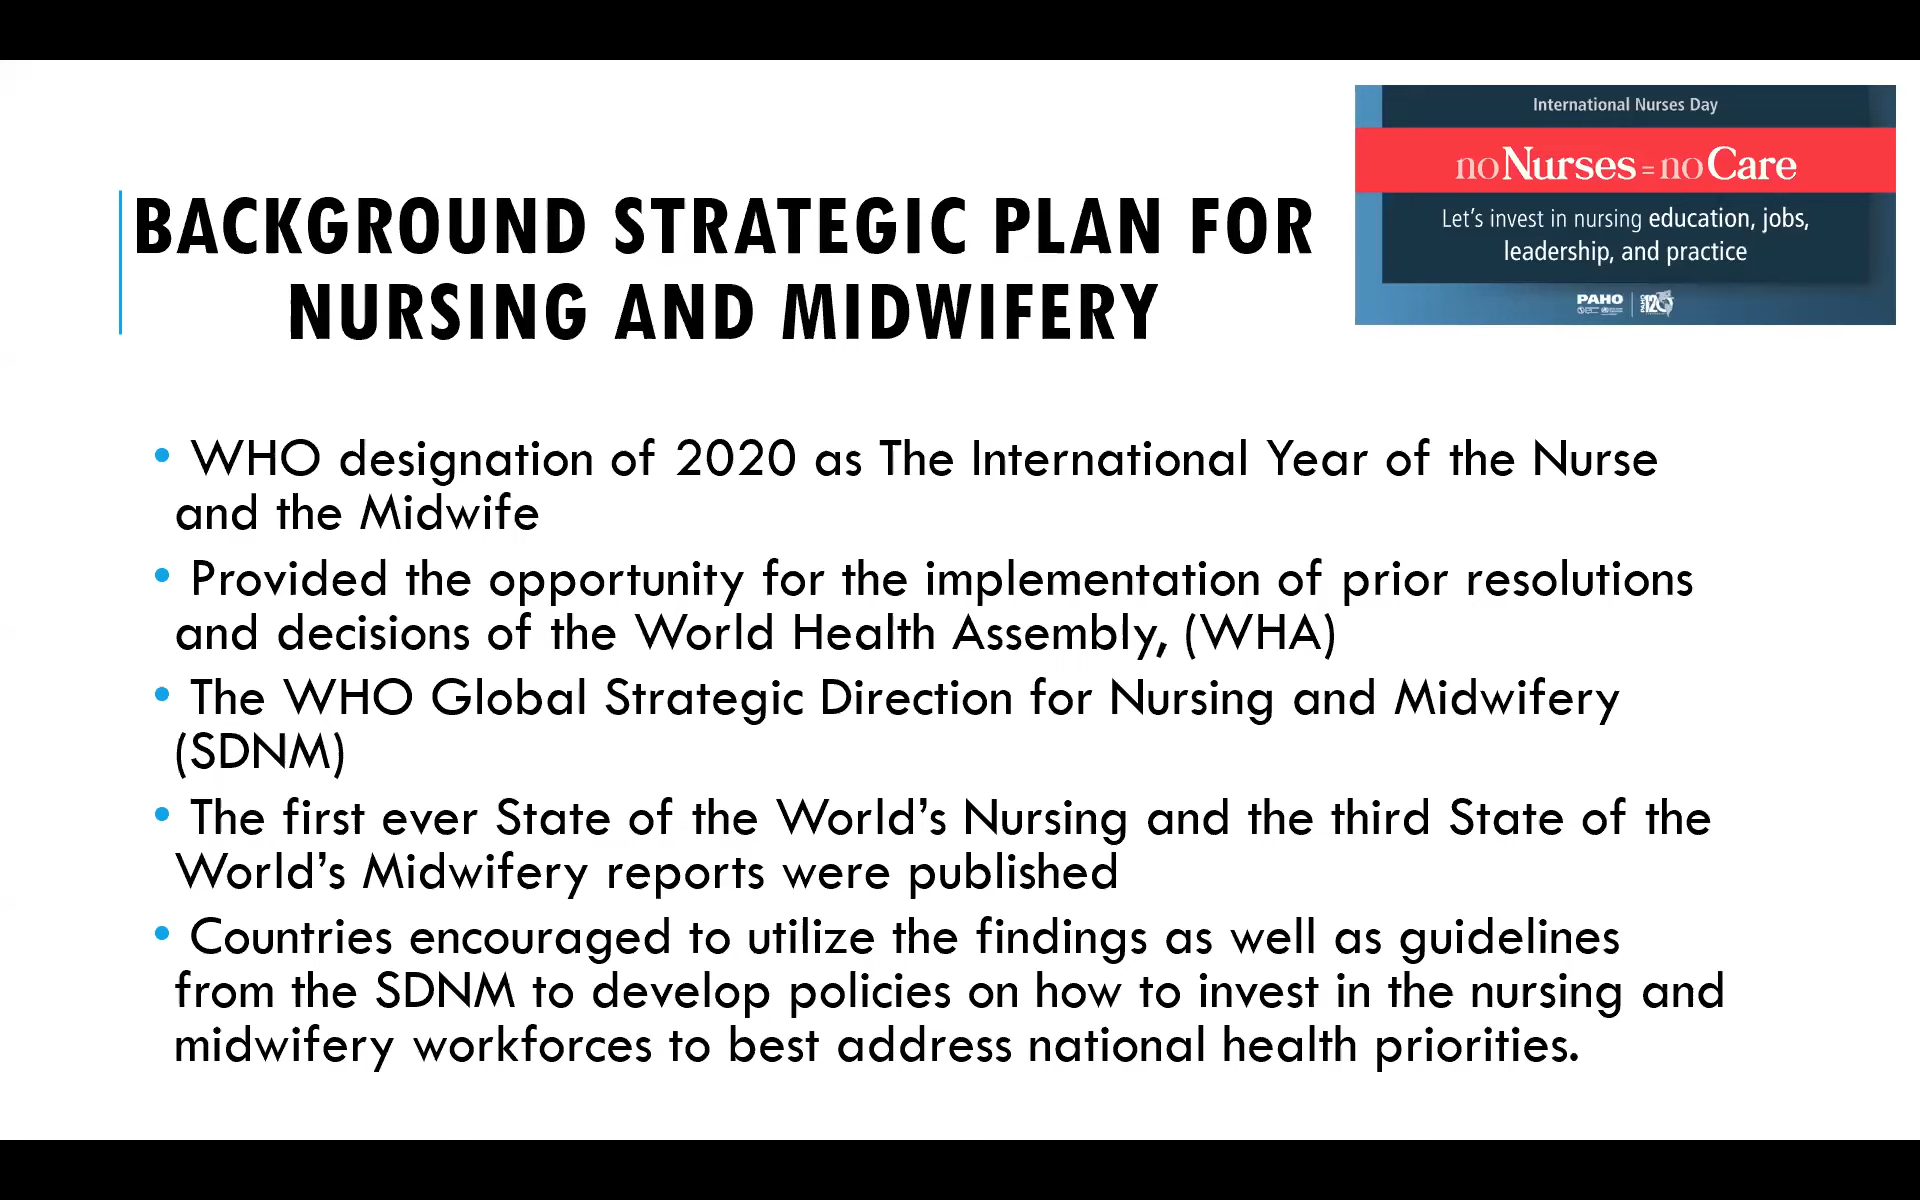 International Nurses Day
noNurses=noCare
Let's invest in nursing education, jobs,
leadership, and practice
PAHO
120
BACKGROUND STRATEGIC PLAN FOR
NURSING AND MIDWIFERY
• WHO designation of 2020 as The International Year of the Nurse
and the Midwife
• Provided the opportunity for the implementation of prior resolutions
and decisions of the World Health Assembly, (WHA)
• The WHO Global Strategic Direction for Nursing and Midwifery
(SDNM)
• The first ever State of the World’s Nursing and the third State of the
World’s Midwifery reports were published
• Countries encouraged to utilize the findings as well as guidelines
from the SDNM to develop policies on how to invest in the nursing and
midwifery workforces to best address national health priorities.